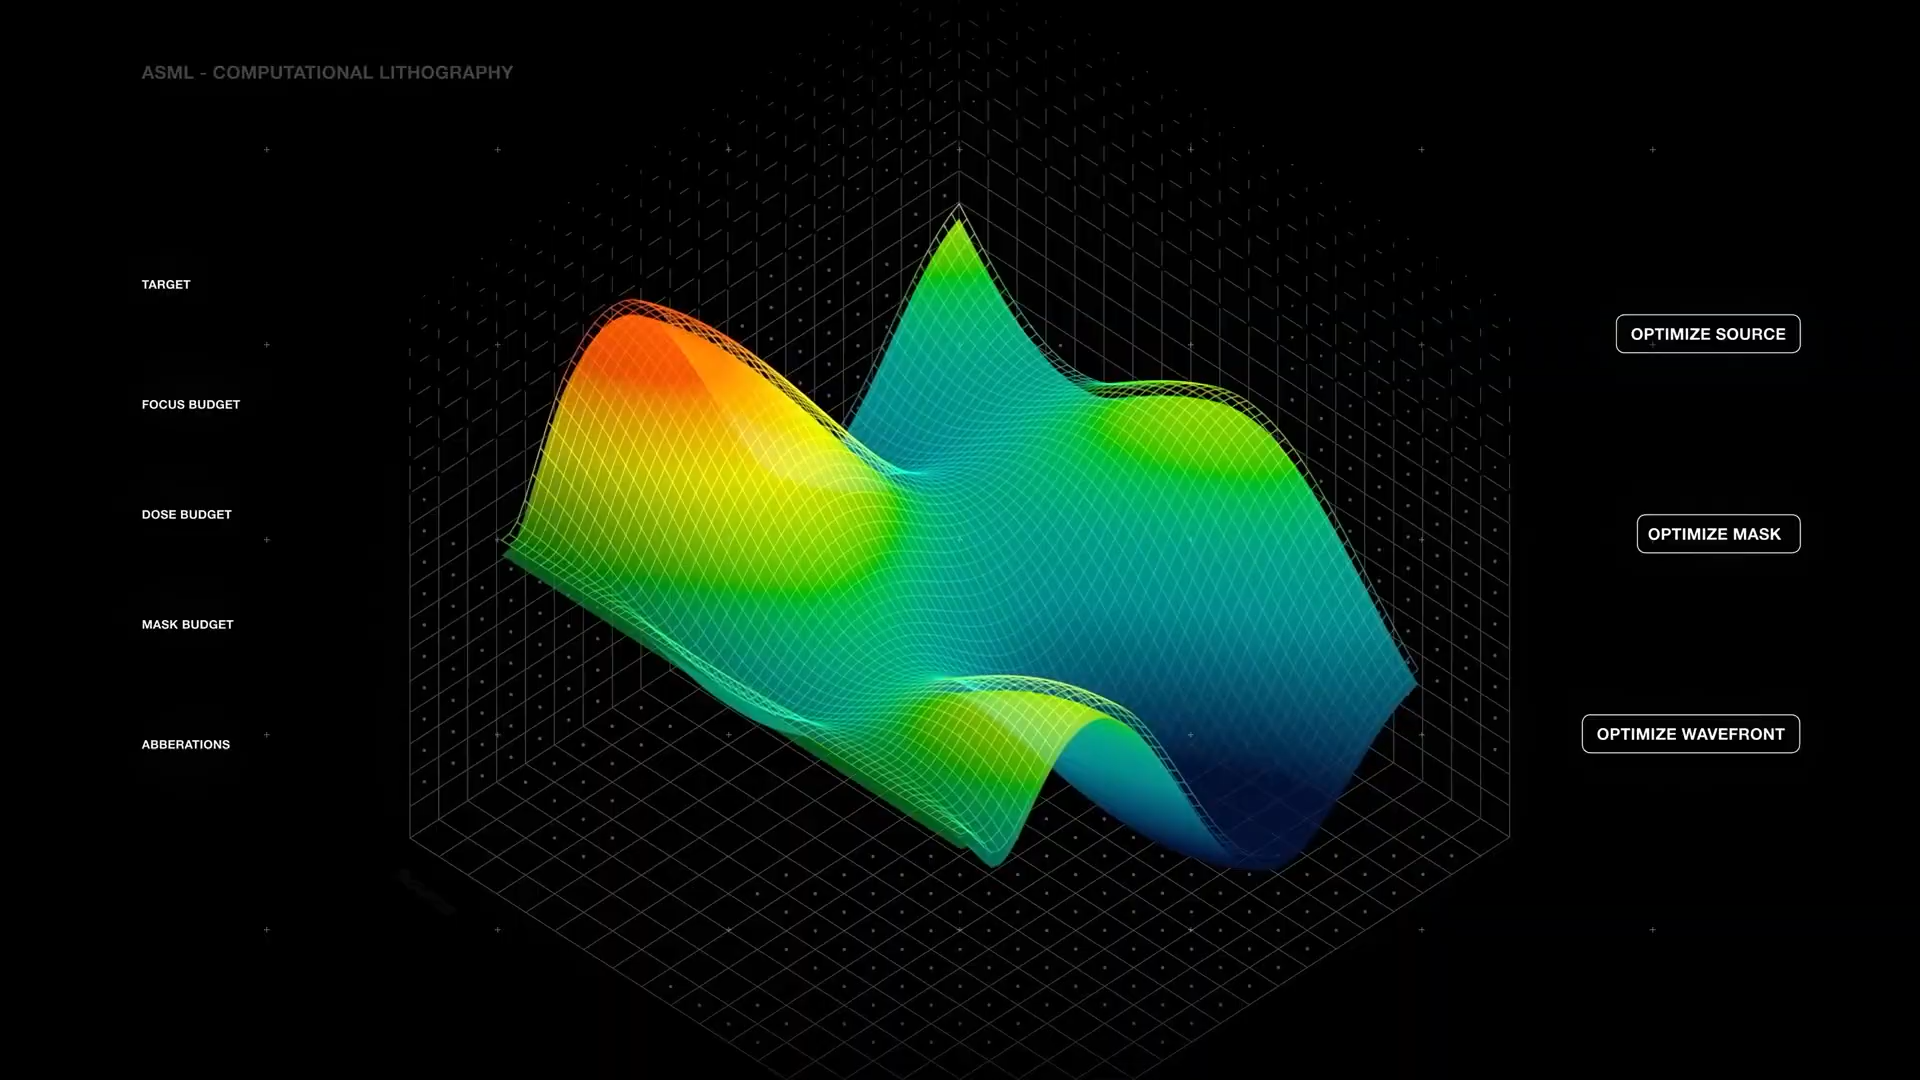 ASML - COMPUTATIONAL LITHOGRAPHY
TARGET
FOCUS BUDGET
DOSE BUDGET
MASK BUDGET
ABBERATIONS
OPTIMIZE SOURCE
OPTIMIZE MASK
OPTIMIZE WAVEFRONT